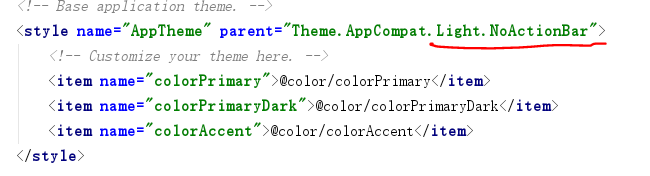 <!-- Base application theme. -->
<style name="AppTheme" parent="Theme.AppCompat.Light.NoActionBar">
<!-- Customize your theme here. -->
<item name="colorPrimary">@color/colorPrimary</item>
<item name="colorPrimaryDark">@color/colorPrimaryDark</item>
<item name="colorAccent">@color/colorAccent</item>
</style>